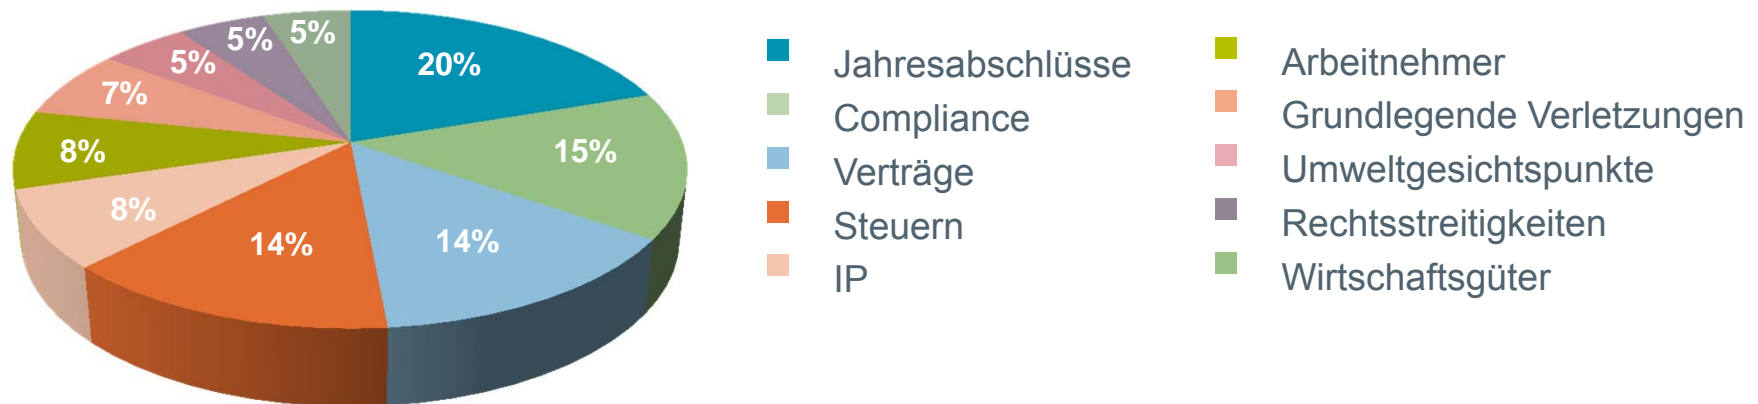 5%
5%
20%
5%
7%
15%
8%
8%
14%
14%
Jahresabschlüsse
Compliance
Verträge
Steuern
IP
Arbeitnehmer
Grundlegende Verletzungen
Umweltgesichtspunkte
Rechtsstreitigkeiten
Wirtschaftsgüter